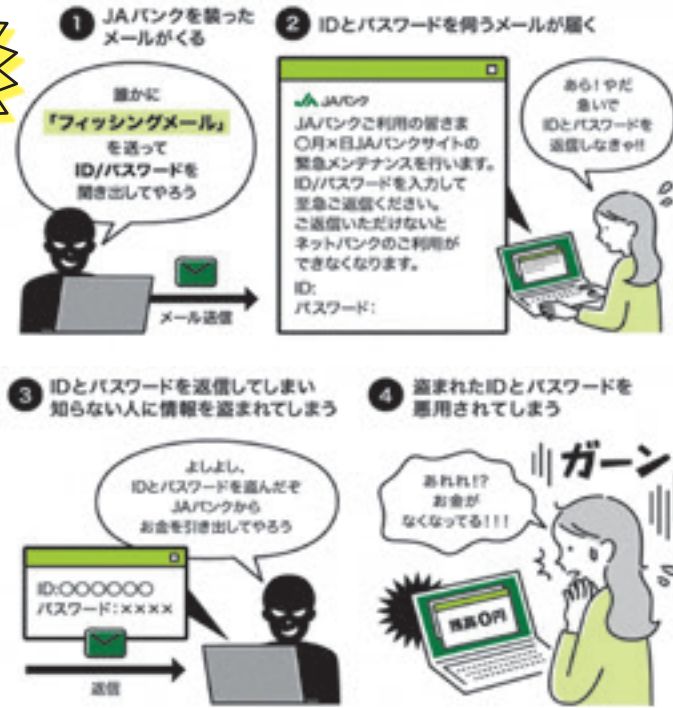 1 JAバンクを装った
メールがくる
誰かに
「フィッシングメール」
を送って
ID/パスワードを
聞き出してやろう
メール送信
2 IDとパスワードを伺うメールが届く
JA JAバンク
JAバンクご利用の皆さま
〇月×日JAバンクサイトの
緊急メンテナンスを行います。
ID/パスワードを入力して
至急ご返信ください。
ご返信いただけないと
ネットバンクのご利用が
できなくなります。
ID:
パスワード:
あら!やだ
急いで
IDとパスワードを
返信しなきゃ!!
3 IDとパスワードを返信してしまい
知らない人に情報を盗まれてしまう
よしよし、
IDとパスワードを盗んだぞ
JAバンクから
お金を引き出してやろう
ID:〇〇〇〇〇〇
パスワード:××××
返信
4 盗まれたIDとパスワードを
悪用されてしまう
ガーン
あれれ!?
お金が
なくなってる!!!
残高0円